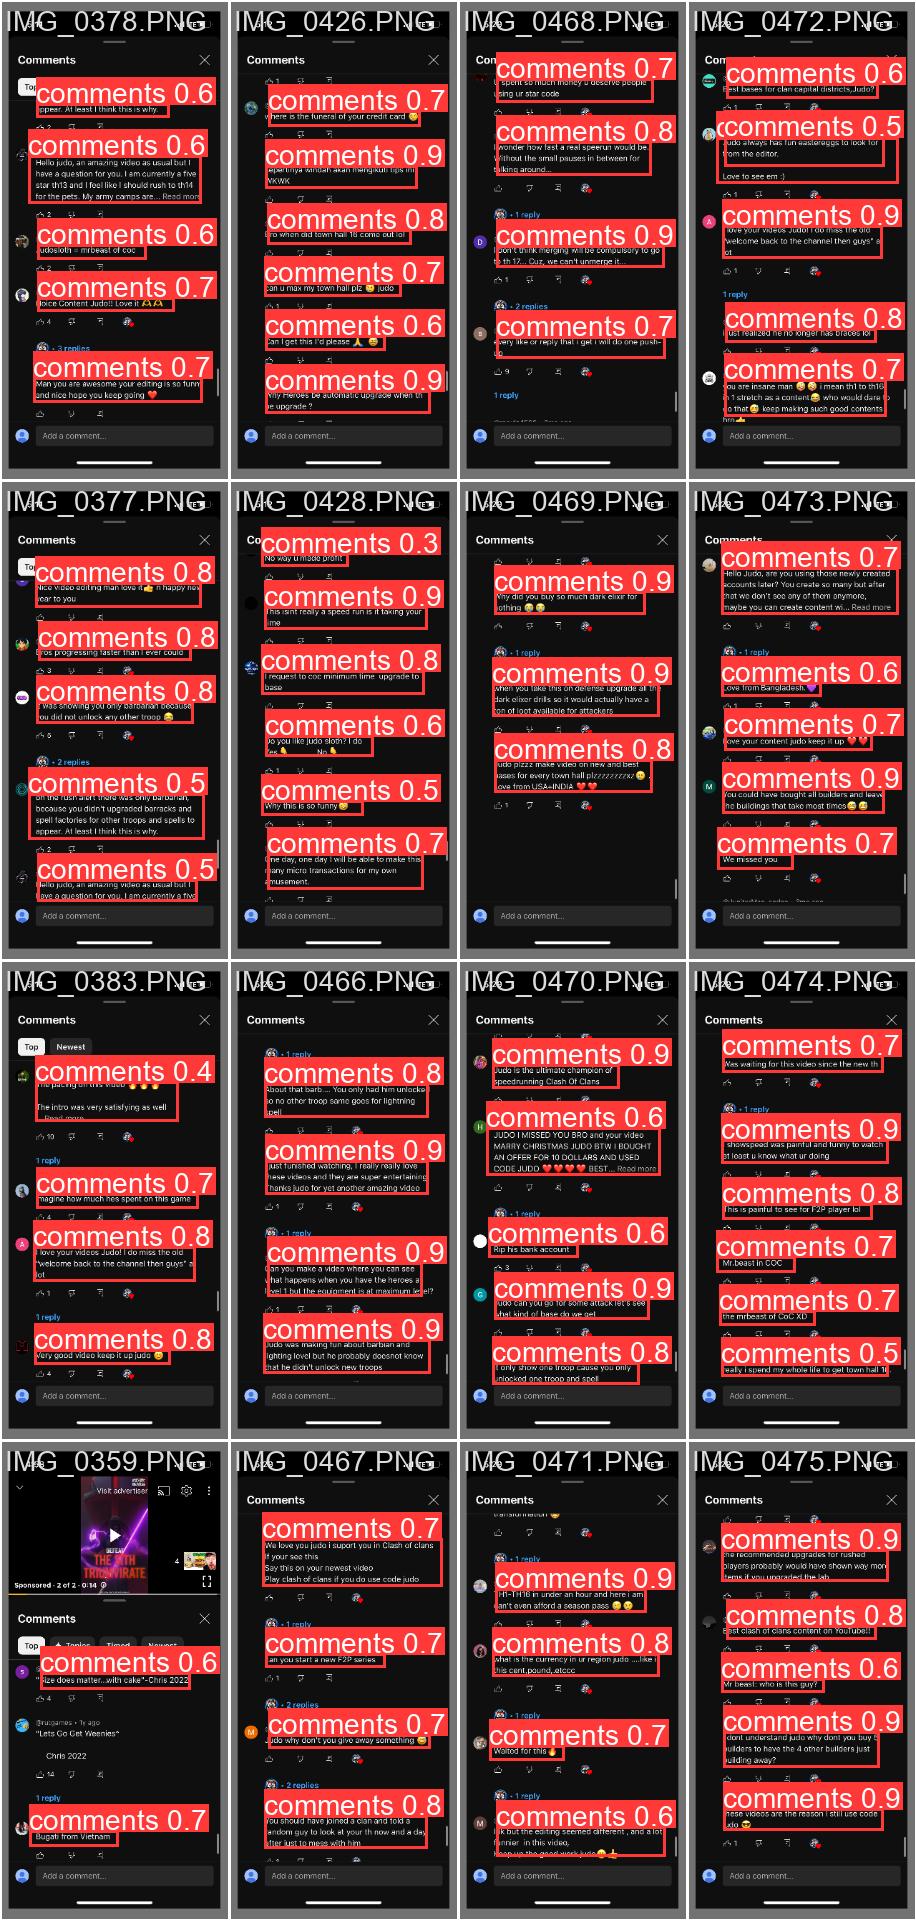 IMG_0378.PNG
Comments
Top
comments 0.6
appear. At least I think this is why.
2
comments 0.6
Hello judo, an amazing video as usual but I
have a question for you. I am currently a five
star th13 and I feel like I should rush to th14
for the pets. My army camps are... Read more
2
comments 0.6
judosloth = mrbeast of coc
2
comments 0.7
Noice Content Judo!! Love it
4
3 replies
comments 0.7
Man you are awesome your editing is so funny
and nice hope you keep going ❤️
Add a comment...
IMG_0426.PNG
Comments
1
comments 0.7
where is the funeral of your credit card
comments 0.9
sepertinya windah akan mengikuti tips ini
WKWK
comments 0.8
Bro when did town hall 16 come out lol
comments 0.7
can u max my town hall plz 😇 judo
comments 0.6
Can I get this I'd please 🙏
comments 0.9
Why Heroes be automatic upgrade when th
be upgrade ?
Add a comment...
IMG_0468.PNG
Comments
comments 0.7
spent so much money u deserve people
using ur star code
comments 0.8
I wonder how fast a real speerun would be.
Without the small pauses in between for
talking around...
1 reply
comments 0.9
D
I don't think merging will be compulsory to go
to th 17... Cuz, we can't unmerge it...
1
2 replies
comments 0.7
Every like or reply that i get i will do one push-
up
9
1 reply
Add a comment...
IMG_0472.PNG
Comments
comments 0.6
Best bases for clan capital districts,Judo?
1
comments 0.5
Judo always has fun eastereggs to look for
from the editor.
Love to see em :)
comments 0.9
A
I love your videos Judo! I do miss the old
"welcome back to the channel then guys" a
lot
1
1 reply
comments 0.8
I just realized he no longer has braces lol
comments 0.7
you are insane man 🤣🤣 i mean th1 to th16
in 1 stretch as a content😂 who would dare to
do that😅 keep making such good contents
bro👍
Add a comment...
IMG_0377.PNG
Comments
Top
comments 0.8
Nice video editing man love it👍 n happy new
year to you
comments 0.8
Bros progressing faster than I ever could
3
comments 0.8
It was showing you only barbarian because
you did not unlock any other troop 😂
5
2 replies
comments 0.5
on the rush alert there was only barbarian,
because you didn't upgraded barracks and
spell factories for other troops and spells to
appear. At least I think this is why.
2
comments 0.5
Hello judo, an amazing video as usual but I
have a question for you. I am currently a five
Add a comment...
IMG_0428.PNG
Co
comments 0.3
No way u made profit
comments 0.9
This isint really a speed run is it taking your
time
comments 0.8
I request to coc minimum time upgrade to
base
comments 0.6
Do you like judo sloth? I do
Yes👇 No👇
comments 0.5
Why this is so funny
comments 0.7
One day, one day I will be able to make this
many micro transactions for my own
amusement.
Add a comment...
IMG_0469.PNG
Comments
comments 0.9
Why did you buy so much dark elixir for
nothing 😭😭
1 reply
comments 0.9
when you take this on defense upgrade all the
dark elixer drills so it would actually have a
ton of loot available for attackers
comments 0.8
Judo plzzz make video on new and best
bases for every town hall plzzzzzzzzxz
love from USA+INDIA ❤️❤️
1
Add a comment...
IMG_0473.PNG
Comments
comments 0.7
Hello Judo, are you using those newly created
accounts later? You create so many but after
that we don't see any of them anymore,
maybe you can create content wi... Read more
1 reply
comments 0.6
Love from Bangladesh.💜
comments 0.7
Love your content judo keep it up ❤️❤️
comments 0.9
M
You could have bought all builders and leave
the buildings that take most times😅😅
comments 0.7
We missed you
Add a comment...
IMG_0383.PNG
Comments
Top
Newest
comments 0.4
The pacing on this video 🔥🔥🔥
The intro was very satisfying as well
... Read more
10
1 reply
comments 0.7
Imagine how much hes spent on this game
4
comments 0.8
A
I love your videos Judo! I do miss the old
"welcome back to the channel then guys" a
lot
1
1 reply
comments 0.8
Very good video keep it up judo 😊
4
Add a comment...
IMG_0466.PNG
Comments
1 reply
comments 0.8
About that barb.... You only had him unlocked
so no other troop same goes for lightning
spell
comments 0.9
I just funished watching, I really really love
these videos and they are super entertaining
Thanks judo for yet another amazing video
1
1 reply
comments 0.9
Can you make a video where you can see
what happens when you have the heroes a
level 1 but the equipment is at maximum level?
1
comments 0.9
Judo was making fun about barbian and
lighting level but he probably doesnot know
that he didn't unlock new troops
Add a comment...
IMG_0470.PNG
Comments
comments 0.9
Judo is the ultimate champion of
speedrunning Clash Of Clans
comments 0.6
H
JUDO I MISSED YOU BRO and your video
MARRY CHRISTMAS JUDO BTW I BOUGHT
AN OFFER FOR 10 DOLLARS AND USED
CODE JUDO ❤️❤️❤️❤️ BEST ... Read more
1 reply
comments 0.6
Rip his bank account
3
comments 0.9
G
Judo can you go for some attack let's see
what kind of base do we get
comments 0.8
It only show one troop cause you only
unlocked one troop and spell
Add a comment...
IMG_0474.PNG
Comments
comments 0.7
Was waiting for this video since the new th
1 reply
comments 0.9
Ishowspeed was painful and funny to watch
at least u know what ur doing
comments 0.8
This is painful to see for F2P player lol
comments 0.7
Mr.beast in COC
comments 0.7
the mrbeast of CoC XD
comments 0.5
really i spend my whole life to get town hall 16.
Add a comment...
IMG_0359.PNG
Visit advertiser
DEFEAT
THE SITH
TRIUMVIRATE
Sponsored · 2 of 2 · 0:14
Comments
Top
Topics
Timed
Newest
comments 0.6
S
"Size does matter...with cake"-Chris 2022
4
@rutgames • 1y ago
"Lets Go Get Weenies"
Chris 2022
14
1 reply
comments 0.7
Bugati from Vietnam
Add a comment...
IMG_0467.PNG
Comments
comments 0.7
We love you judo i suport you in Clash of clans
if your see this
Say this on your newest video
Play clash of clans if you do use code judo
1 reply
comments 0.7
can you start a new F2P series
1
2 replies
comments 0.7
M
Judo why don't you give away something
2 replies
comments 0.8
You should have joined a clan and told a
random guy to look at your th now and a day
after just to mess with him
Add a comment...
IMG_0471.PNG
Comments
transformation
comments 0.9
TH1-TH16 in under an hour and here i am
can't even afford a season pass
comments 0.8
what is the currency in ur region judo ....like i
this cent,pound,.etccc
1 reply
comments 0.7
Waited for this🔥
1 reply
comments 0.6
M
but the editing seemed different , and a lot
funnier in this video,
Keep up the good work judo
Add a comment...
IMG_0475.PNG
Comments
comments 0.9
the recommended upgrades for rushed
players probably would have shown way more
items if you upgraded the lab
comments 0.8
Best clash of clans content on YouTube!!
comments 0.6
Mr beast: who is this guy?
comments 0.9
I dont understand judo why dont you buy 5
builders to have the 4 other builders just
building away?
comments 0.9
These videos are the reason i still use code
judo 😎
1
Add a comment...